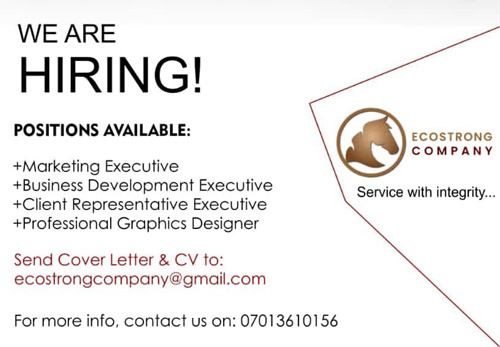 WE ARE
HIRING!
POSITIONS AVAILABLE:
+Marketing Executive
+Business Development Executive
+Client Representative Executive
+Professional Graphics Designer
Send Cover Letter & CV to:
ecostrongcompany@gmail.com
For more info, contact us on: 07013610156
ECOSTRONG
COMPANY
Service with integrity...